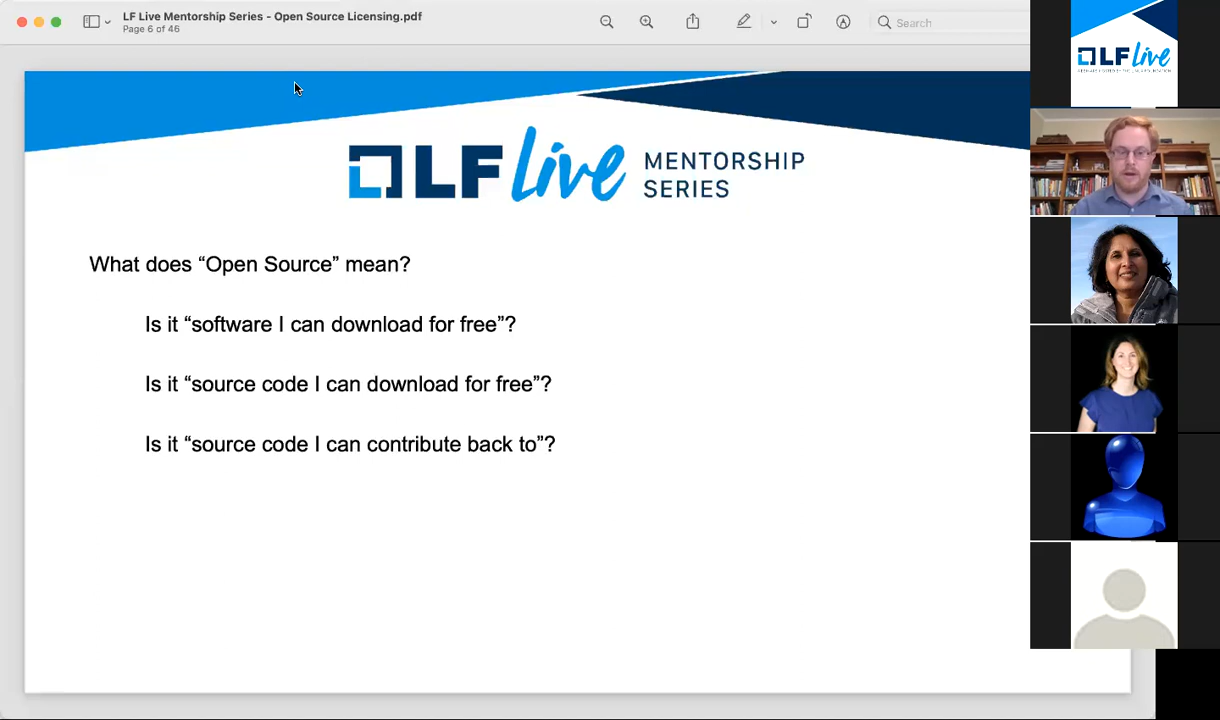 LF Live Mentorship Series - Open Source Licensing.pdf
Page 6 of 46
Search
LF Live
LF Live MENTORSHIP
SERIES
What does “Open Source” mean?
Is it “software I can download for free”?
Is it “source code I can download for free”?
Is it “source code I can contribute back to”?